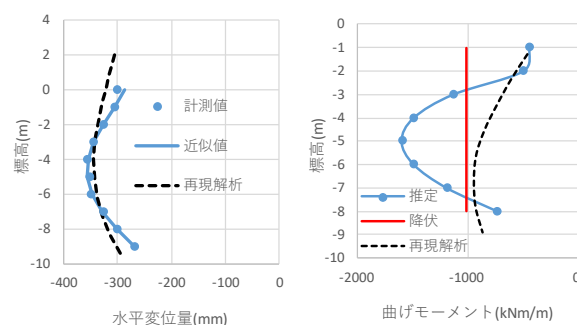 4
2
0
-2
-4
-6
-8
-10
-400
-300
-200
-100
0
標高(m)
水平変位量(mm)
計測値
近似値
再現解析
-0
-1
-2
-3
-4
-5
-6
-7
-8
-9
-2000
-1000
0
標高(m)
曲げモーメント(kNm/m)
推定
降伏
再現解析